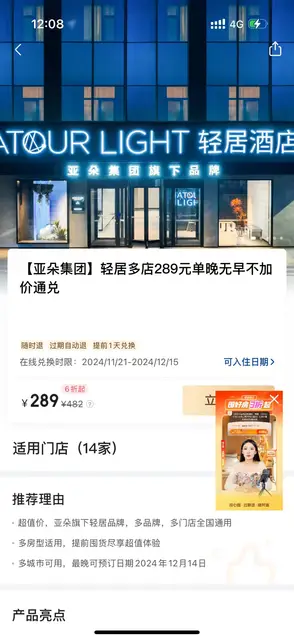 12:08
4G
ATOUR LIGHT 轻居酒店
亚朵集团旗下品牌
ATOU
LIGH
【亚朵集团】轻居多店289元单晚无早不加
价通兑
随时退 过期自动退 提前1天兑换
在线兑换时限：2024/11/21-2024/12/15
可入住日期
6折起
¥289 ¥482
立
适用门店（14家）
推荐理由
· 超值价，亚朵旗下轻居品牌，多品牌，多门店全国通用
· 多房型适用，提前囤货尽享超值体验
· 多城市可用，最晚可预订日期2024年12月14日
产品亮点